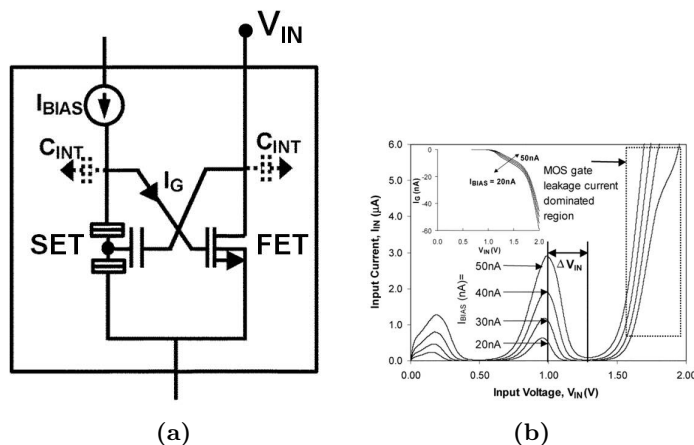 V_IN
I_BIAS
C_INT
C_INT
I_G
SET
FET
(a)
6.0
5.0
4.0
3.0
2.0
1.0
0.0
Input Current, I_IN (µA)
0
-20
-40
-60
I_G (nA)
50nA
I_BIAS = 20nA
0.0 0.5 1.0 1.5 2.0
V_IN (V)
MOS gate
leakage current
dominated
region
Δ V_IN
I_BIAS (nA)=
50nA
40nA
30nA
20nA
0.00 0.50 1.00 1.50 2.00
Input Voltage, V_IN (V)
(b)